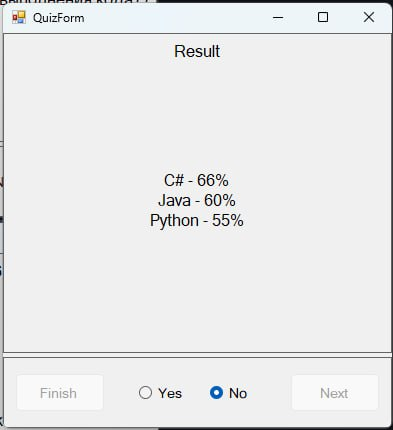 QuizForm
Result
C# - 66%
Java - 60%
Python - 55%
Finish
Yes
No
Next